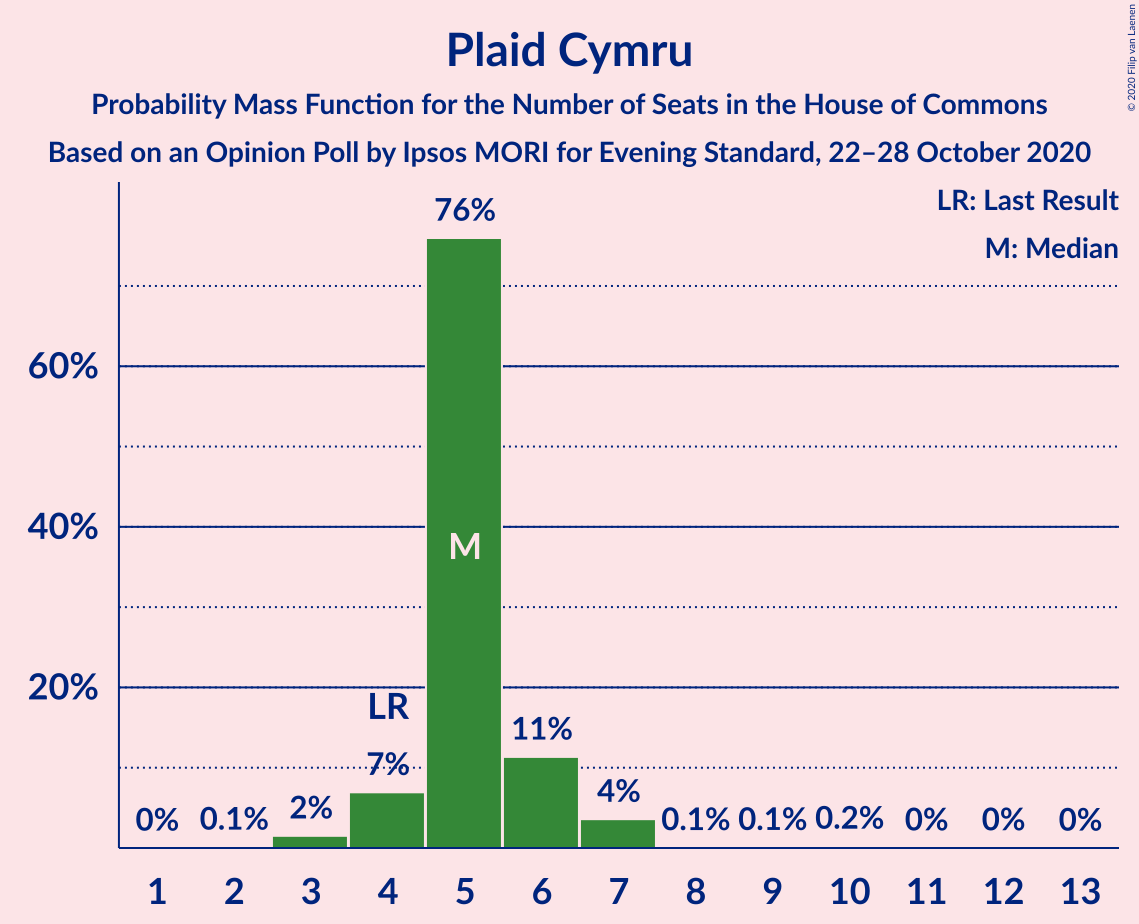 Plaid Cymru
Probability Mass Function for the Number of Seats in the House of Commons
Based on an Opinion Poll by Ipsos MORI for Evening Standard, 22–28 October 2020
© 2020 Filip van Laenen
LR: Last Result
M: Median
76%
60%
40%
M
20%
LR
11%
7%
4%
2%
0% 0.1% 0.1% 0.1% 0.2% 0% 0% 0%
1 2 3 4 5 6 7 8 9 10 11 12 13